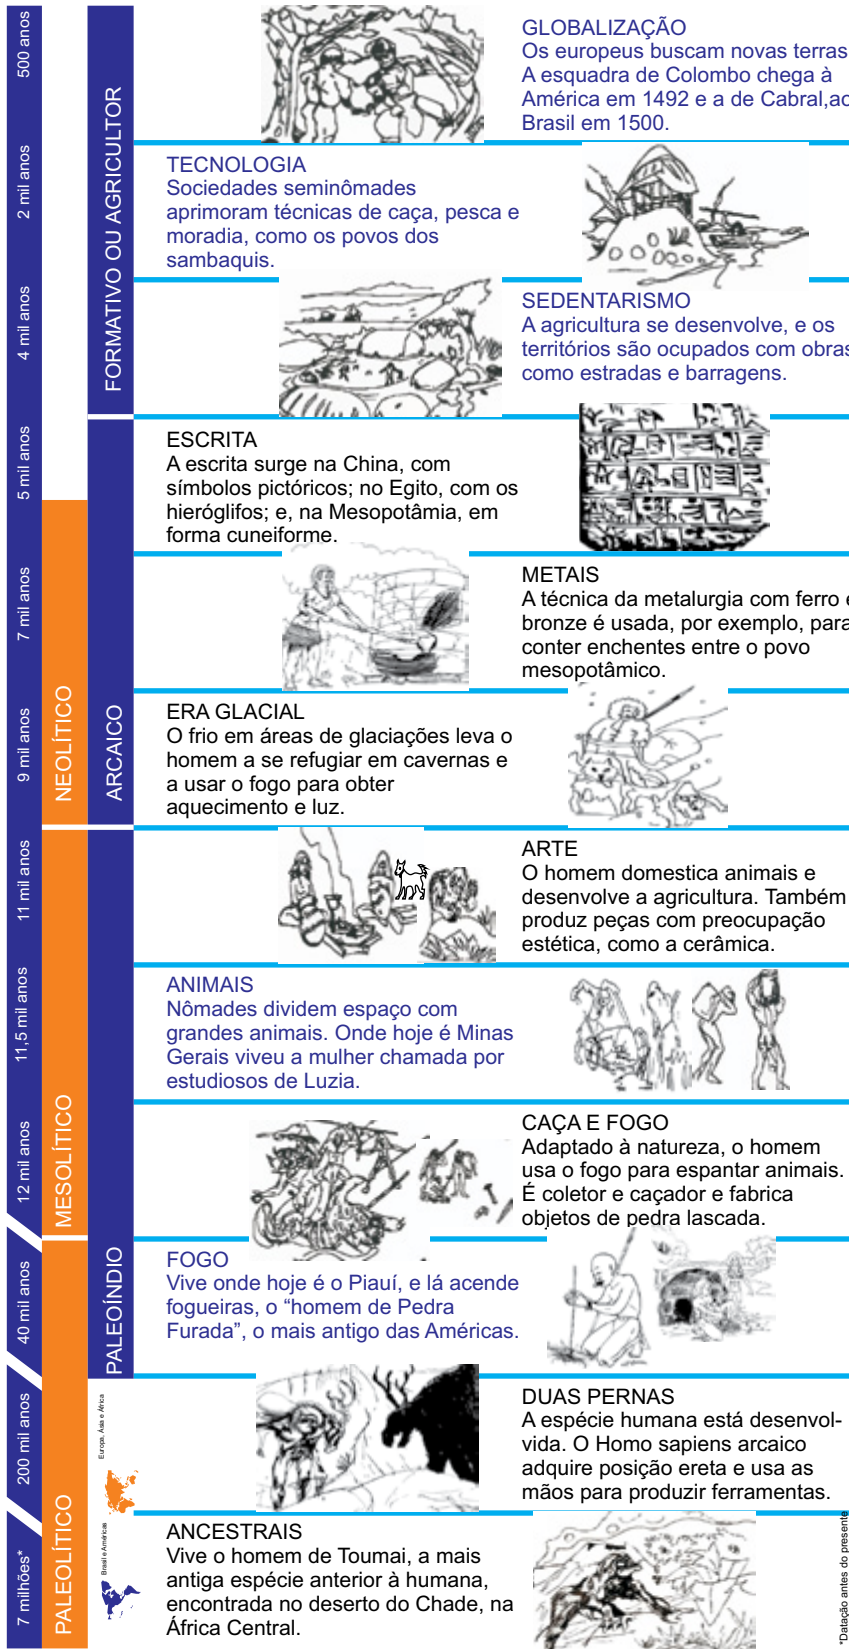 500 anos
2 mil anos
4 mil anos
5 mil anos
7 mil anos
9 mil anos
11 mil anos
11,5 mil anos
12 mil anos
40 mil anos
200 mil anos
7 milhões*
NEOLÍTICO
MESOLÍTICO
PALEOLÍTICO
FORMATIVO OU AGRICULTOR
ARCAICO
PALEOÍNDIO
Europa, Ásia e África
Brasil e Américas
GLOBALIZAÇÃO
Os europeus buscam novas terras
A esquadra de Colombo chega à
América em 1492 e a de Cabral,ao
Brasil em 1500.
TECNOLOGIA
Sociedades seminômades
aprimoram técnicas de caça, pesca e
moradia, como os povos dos
sambaquis.
SEDENTARISMO
A agricultura se desenvolve, e os
territórios são ocupados com obras
como estradas e barragens.
ESCRITA
A escrita surge na China, com
símbolos pictóricos; no Egito, com os
hieróglifos; e, na Mesopotâmia, em
forma cuneiforme.
METAIS
A técnica da metalurgia com ferro e
bronze é usada, por exemplo, para
conter enchentes entre o povo
mesopotâmico.
ERA GLACIAL
O frio em áreas de glaciações leva o
homem a se refugiar em cavernas e
a usar o fogo para obter
aquecimento e luz.
ARTE
O homem domestica animais e
desenvolve a agricultura. Também
produz peças com preocupação
estética, como a cerâmica.
ANIMAIS
Nômades dividem espaço com
grandes animais. Onde hoje é Minas
Gerais viveu a mulher chamada por
estudiosos de Luzia.
CAÇA E FOGO
Adaptado à natureza, o homem
usa o fogo para espantar animais.
É coletor e caçador e fabrica
objetos de pedra lascada.
FOGO
Vive onde hoje é o Piauí, e lá acende
fogueiras, o “homem de Pedra
Furada”, o mais antigo das Américas.
DUAS PERNAS
A espécie humana está desenvol-
vida. O Homo sapiens arcaico
adquire posição ereta e usa as
mãos para produzir ferramentas.
ANCESTRAIS
Vive o homem de Toumai, a mais
antiga espécie anterior à humana,
encontrada no deserto do Chade, na
África Central.
*Datação antes do presente